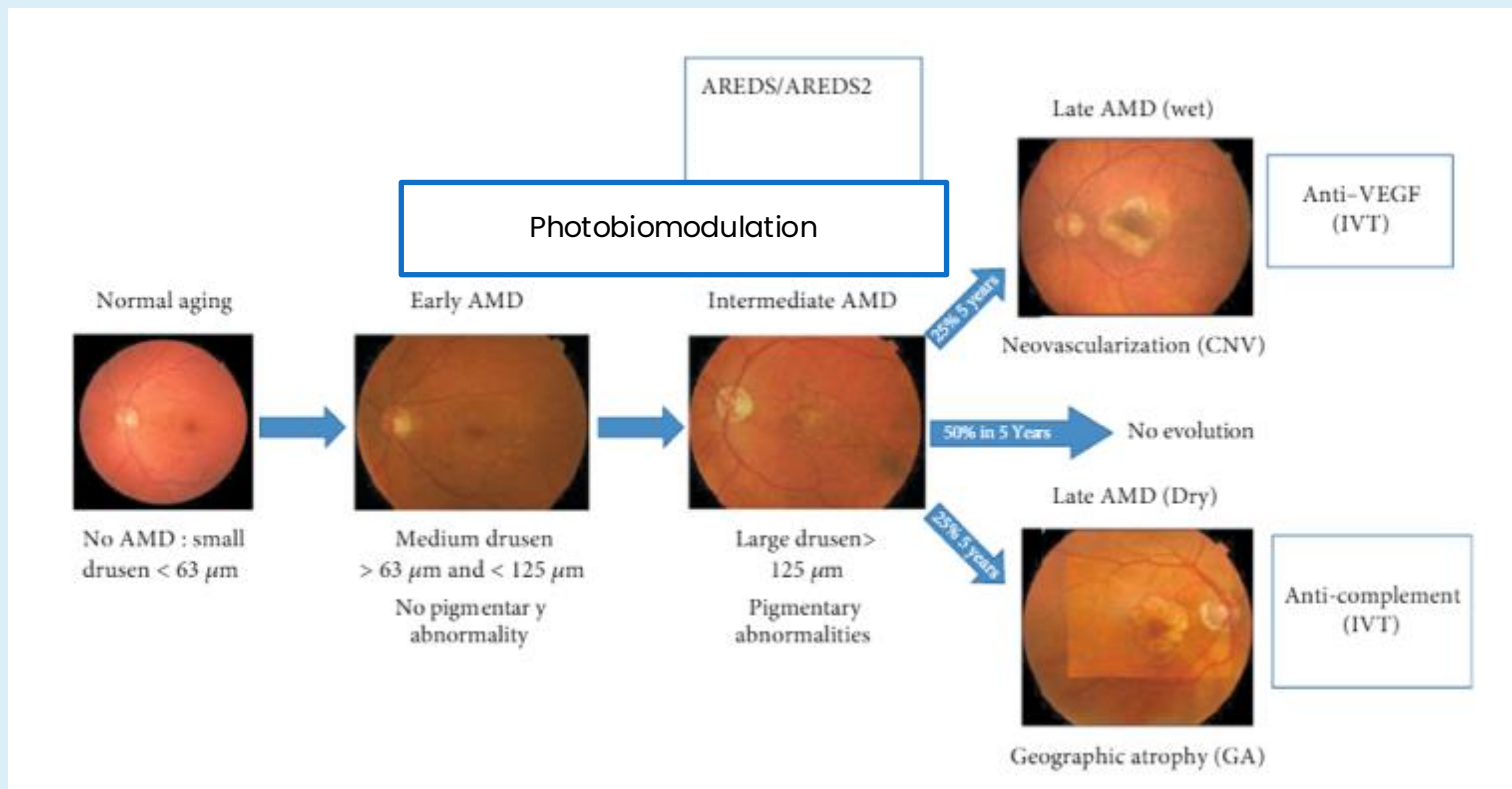 AREDS/AREDS2
Photobiomodulation
Normal aging
No AMD : small
drusen < 63 μm
Early AMD
Medium drusen
> 63 μm and < 125 μm
No pigmentar y
abnormality
Intermediate AMD
Large drusen>
125 μm
Pigmentary
abnormalities
25% 5 years
Late AMD (wet)
Neovascularization (CNV)
Anti–VEGF
(IVT)
50% in 5 Years
No evolution
25% 5 years
Late AMD (Dry)
Geographic atrophy (GA)
Anti-complement
(IVT)